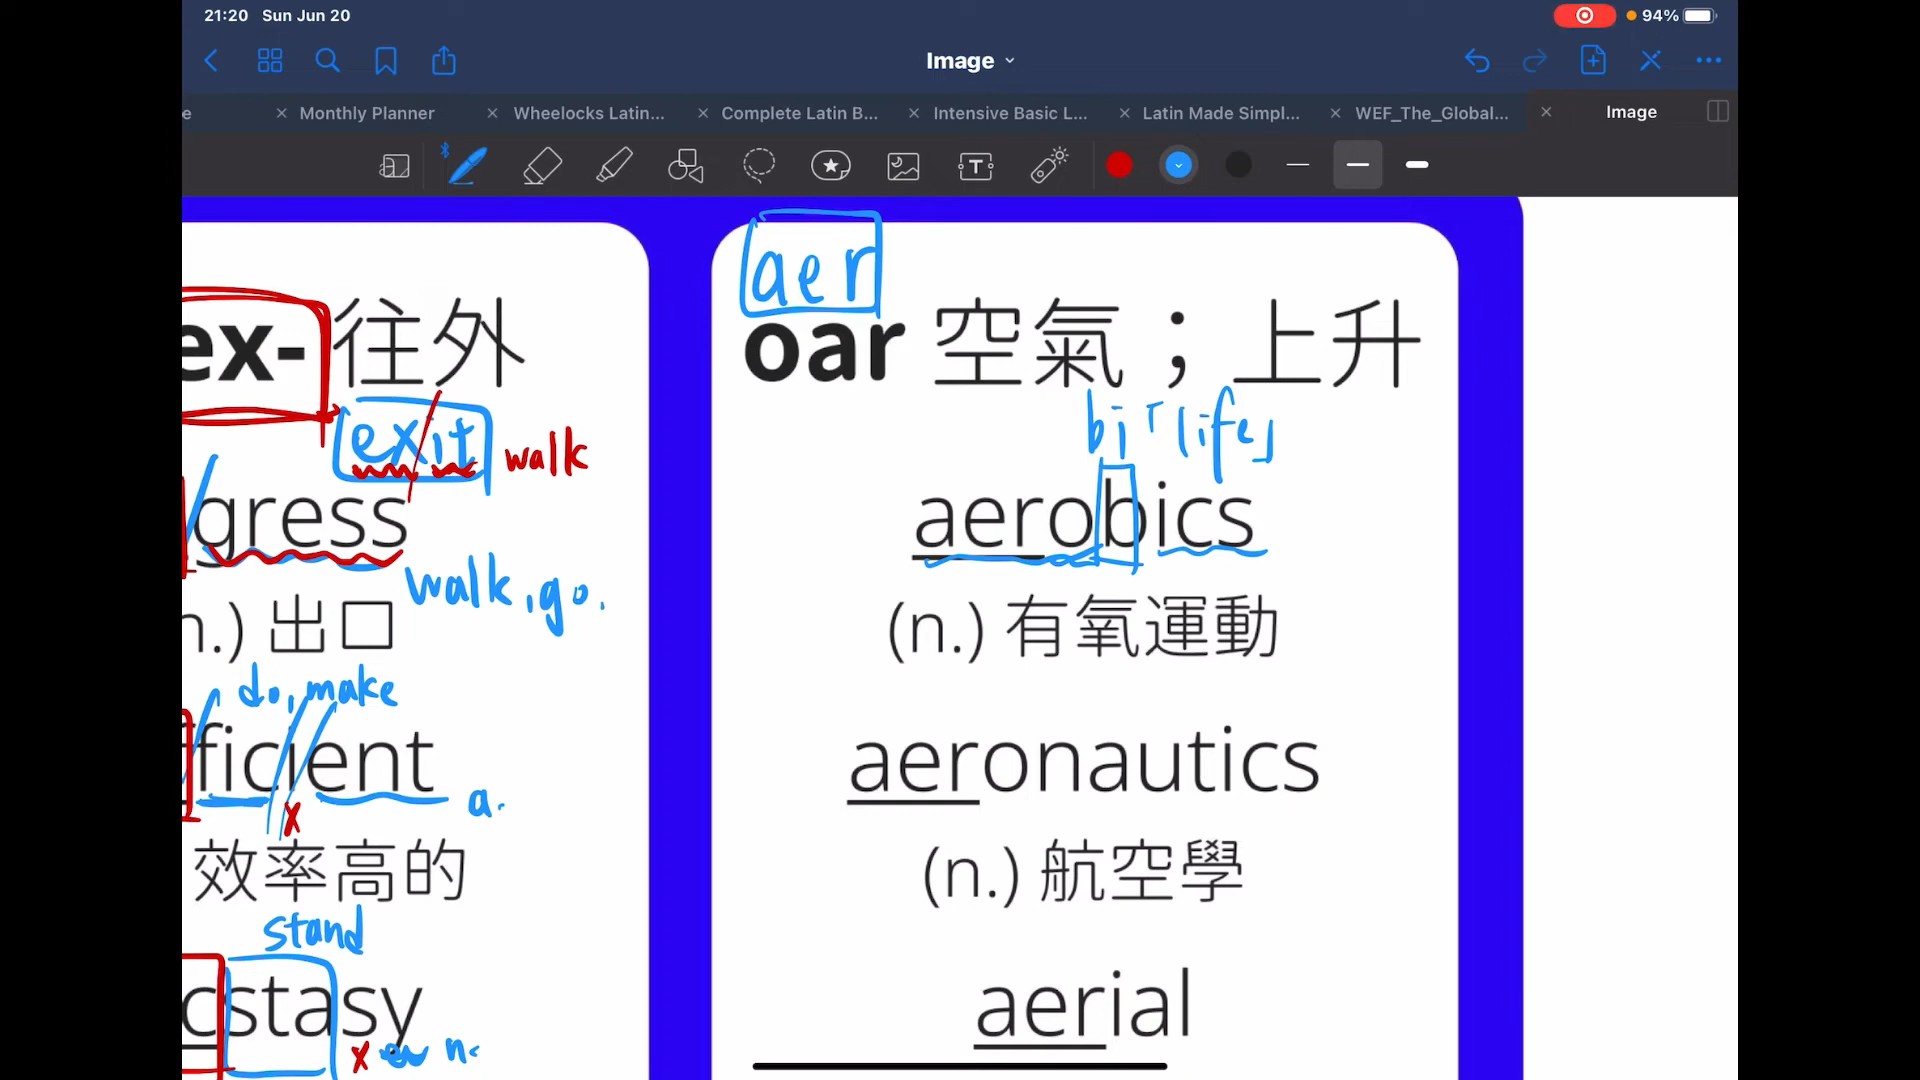 21:20 Sun Jun 20
94%
Image
e
Monthly Planner
Wheelocks Latin...
Complete Latin B...
Intensive Basic L...
Latin Made Simpl...
WEF_The_Global...
Image
ex- 往外
exit walk
gress
walk, go.
n.) 出口
do, make
ficient
a.
x
效率高的
stand
cstasy
x n.
aer
oar 空氣；上升
bi 「life」
aerobics
(n.) 有氧運動
aeronautics
(n.) 航空學
aerial